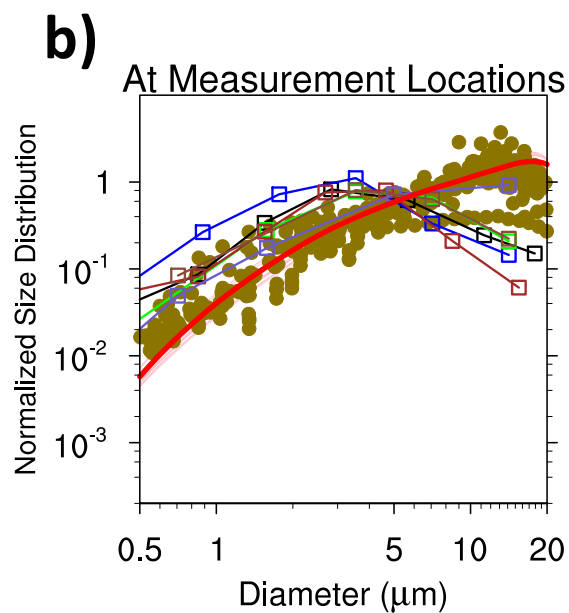 b)
At Measurement Locations
Normalized Size Distribution
1
10⁻¹
10⁻²
10⁻³
0.5 1 5 10 20
Diameter (μm)